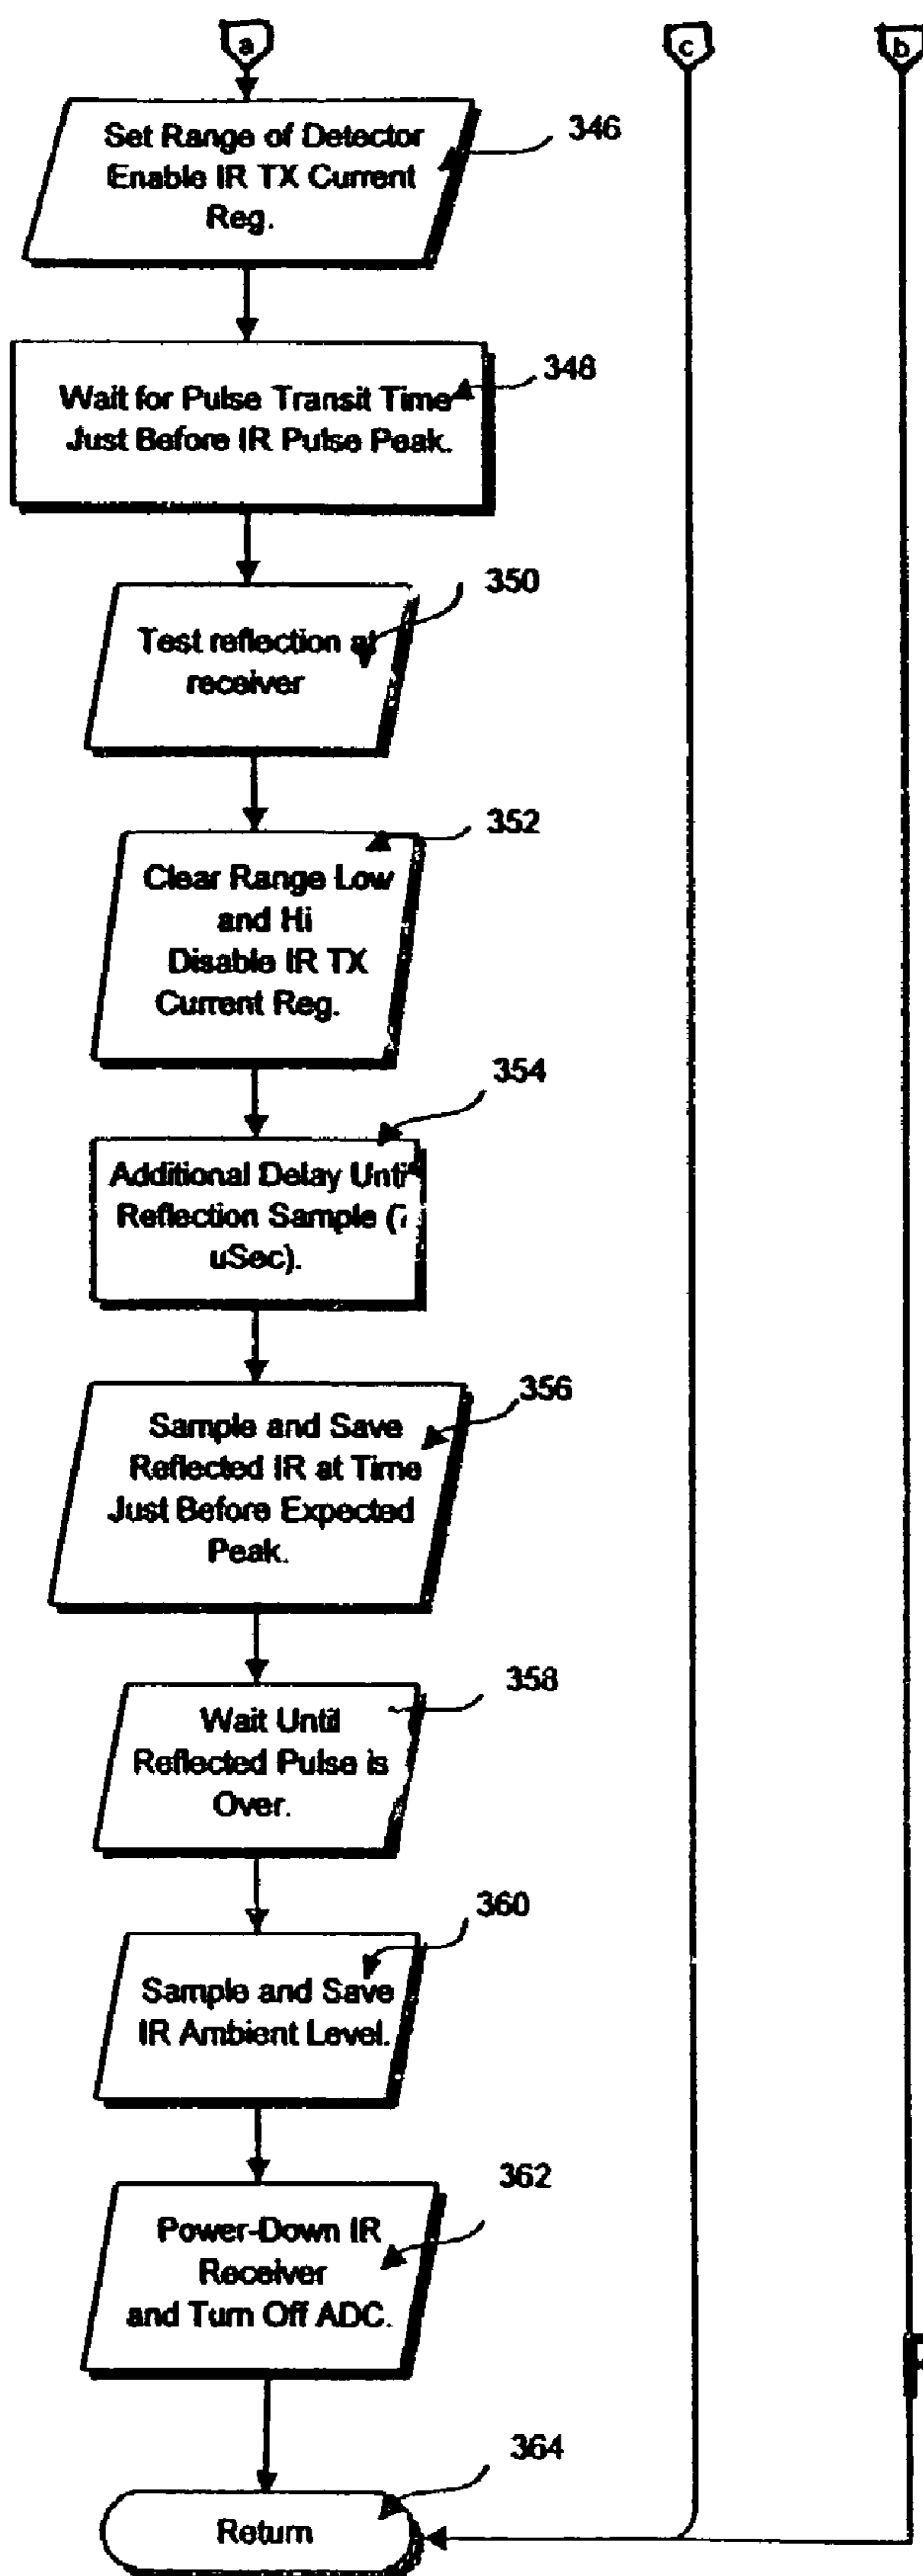 a
c
b
Set Range of Detector
Enable IR TX Current
Reg.
346
Wait for Pulse Transit Time
Just Before IR Pulse Peak.
348
Test reflection at
receiver
350
Clear Range Low
and Hi
Disable IR TX
Current Reg.
352
Additional Delay Until
Reflection Sample (7
uSec).
354
Sample and Save
Reflected IR at Time
Just Before Expected
Peak.
356
Wait Until
Reflected Pulse is
Over.
358
Sample and Save
IR Ambient Level.
360
Power-Down IR
Receiver
and Turn Off ADC.
362
Return
364